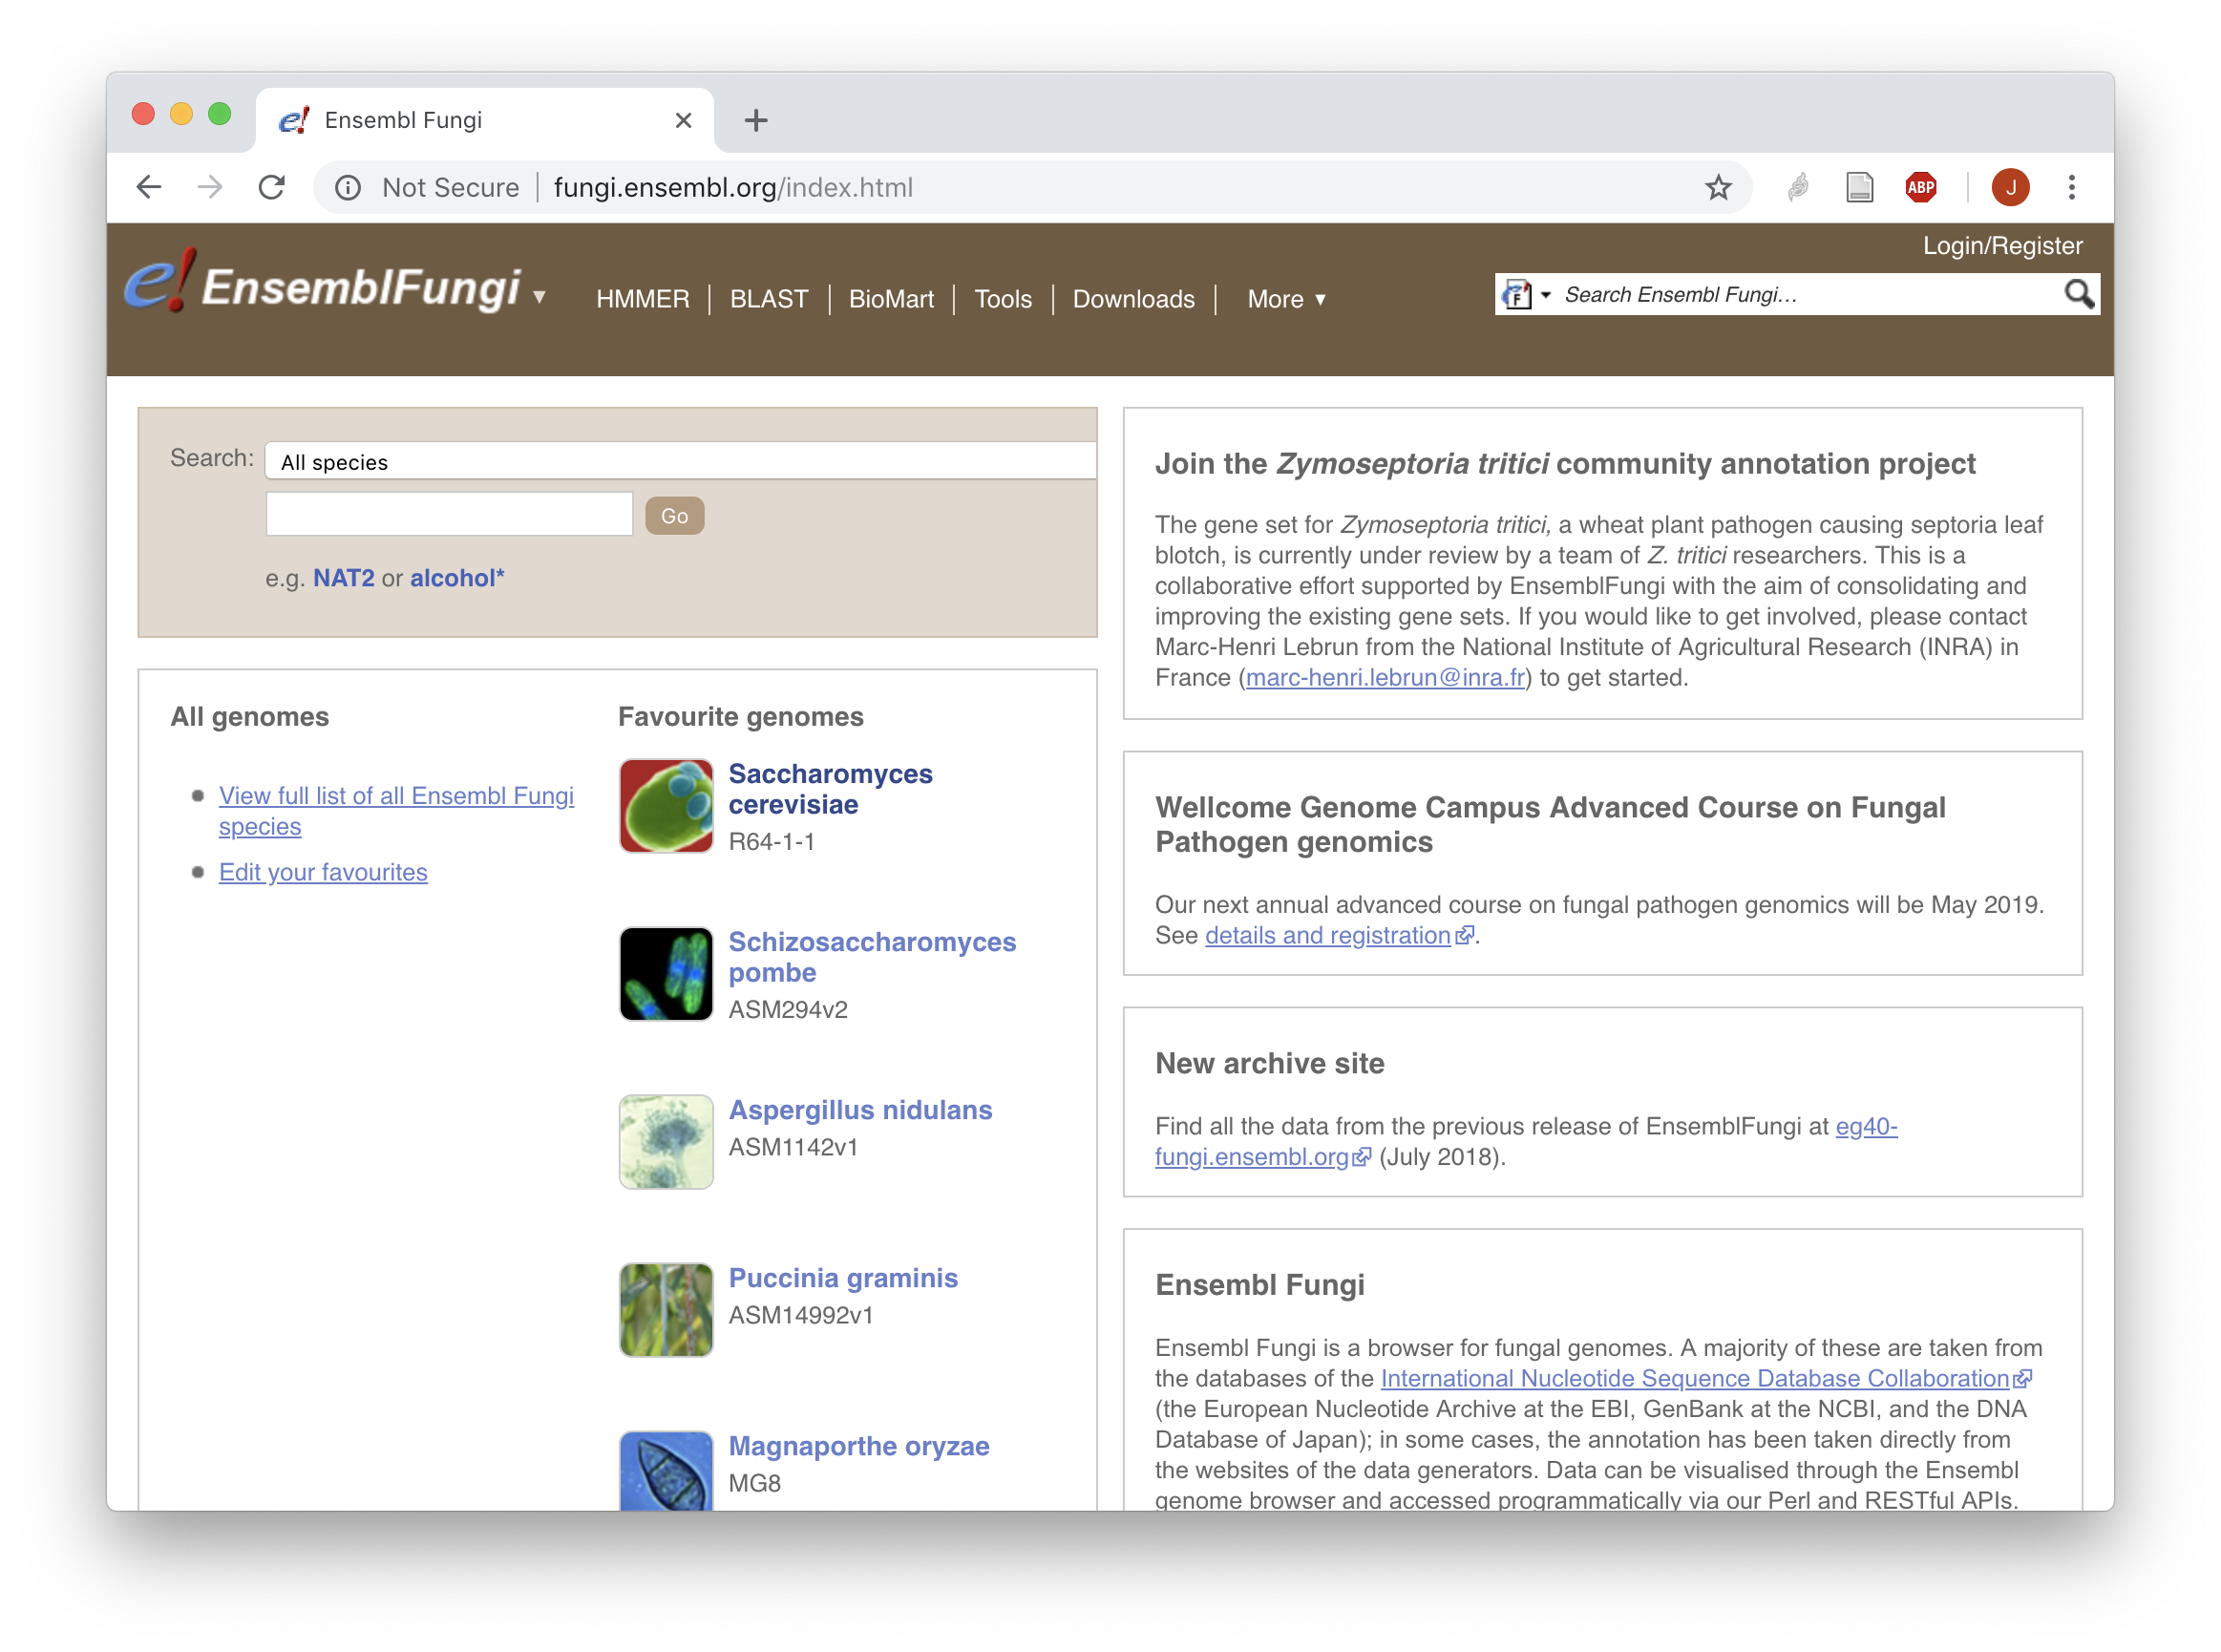 Ensembl Fungi
Not Secure fungi.ensembl.org/index.html
ABP
J
Login/Register
e!EnsemblFungi ▼
HMMER | BLAST | BioMart | Tools | Downloads | More ▼
F Search Ensembl Fungi…
Search: All species
Go
e.g. NAT2 or alcohol*
All genomes
View full list of all Ensembl Fungi
species
Edit your favourites
Favourite genomes
Saccharomyces
cerevisiae
R64-1-1
Schizosaccharomyces
pombe
ASM294v2
Aspergillus nidulans
ASM1142v1
Puccinia graminis
ASM14992v1
Magnaporthe oryzae
MG8
Join the Zymoseptoria tritici community annotation project
The gene set for Zymoseptoria tritici, a wheat plant pathogen causing septoria leaf
blotch, is currently under review by a team of Z. tritici researchers. This is a
collaborative effort supported by EnsemblFungi with the aim of consolidating and
improving the existing gene sets. If you would like to get involved, please contact
Marc-Henri Lebrun from the National Institute of Agricultural Research (INRA) in
France (marc-henri.lebrun@inra.fr) to get started.
Wellcome Genome Campus Advanced Course on Fungal
Pathogen genomics
Our next annual advanced course on fungal pathogen genomics will be May 2019.
See details and registration.
New archive site
Find all the data from the previous release of EnsemblFungi at eg40-
fungi.ensembl.org (July 2018).
Ensembl Fungi
Ensembl Fungi is a browser for fungal genomes. A majority of these are taken from
the databases of the International Nucleotide Sequence Database Collaboration
(the European Nucleotide Archive at the EBI, GenBank at the NCBI, and the DNA
Database of Japan); in some cases, the annotation has been taken directly from
the websites of the data generators. Data can be visualised through the Ensembl
genome browser and accessed programmatically via our Perl and RESTful APIs.